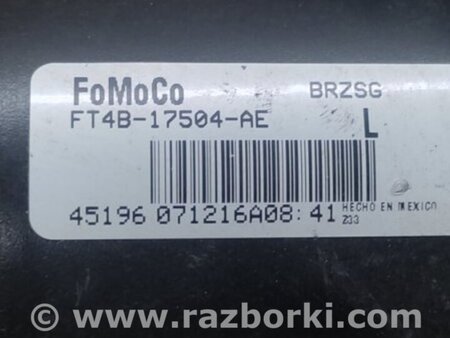 FoMoCo BRZSG
FT4B-17504-AE L
45196 071216A08:41 HECHO EN MEXICO
Z33
© www.razborki.com